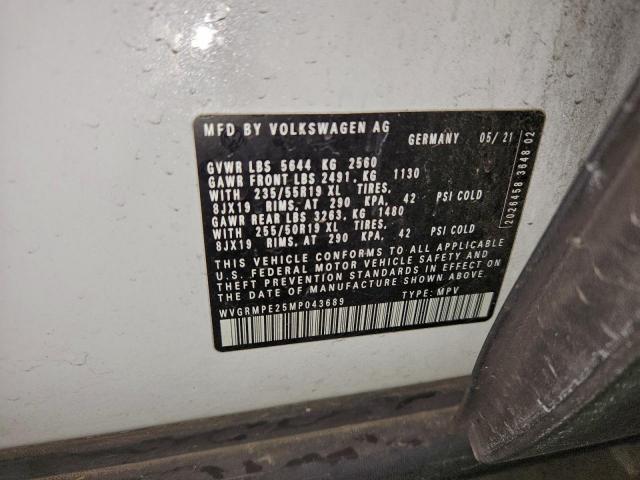 MFD BY VOLKSWAGEN AG GERMANY 05/21
GVWR LBS 5644 KG 2560
GAWR FRONT LBS 2491, KG 1130
WITH 235/55R19 XL TIRES,
8JX19 RIMS, AT 290 KPA, 42 PSI COLD
GAWR REAR LBS 3263, KG 1480
WITH 255/50R19 XL TIRES,
8JX19 RIMS, AT 290 KPA, 42 PSI COLD
THIS VEHICLE CONFORMS TO ALL APPLICABLE
U.S. FEDERAL MOTOR VEHICLE SAFETY AND
THEFT PREVENTION STANDARDS IN EFFECT ON
THE DATE OF MANUFACTURE SHOWN ABOVE.
WVGRMPE25MP043689 TYPE: MPV
2026458 3648 02